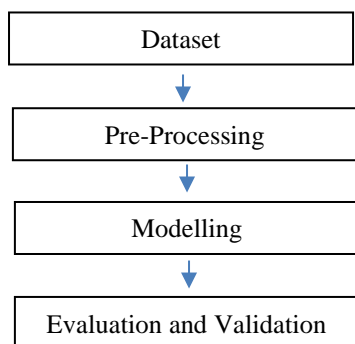 Dataset
Pre-Processing
Modelling
Evaluation and Validation